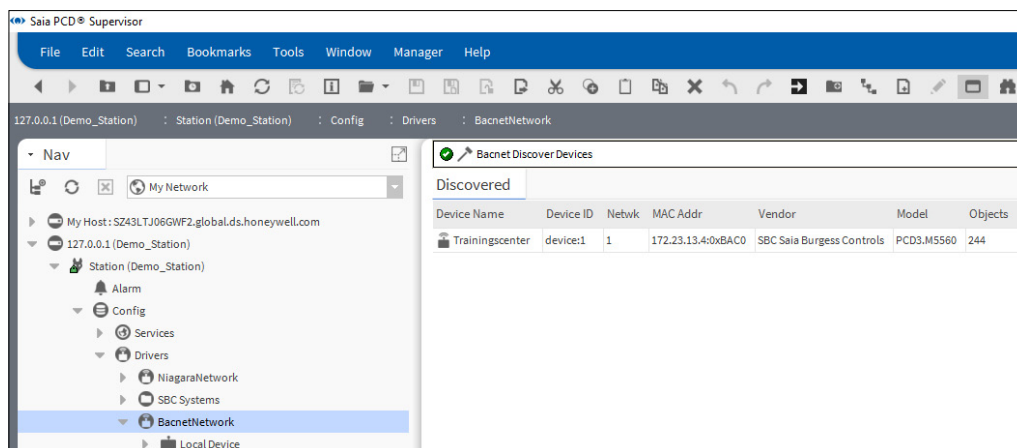 Saia PCD® Supervisor
File Edit Search Bookmarks Tools Window Manager Help
127.0.0.1 (Demo_Station) : Station (Demo_Station) : Config : Drivers : BacnetNetwork
Nav
My Network
My Host : SZ43LTJ06GWF2.global.ds.honeywell.com
127.0.0.1 (Demo_Station)
Station (Demo_Station)
Alarm
Config
Services
Drivers
NiagaraNetwork
SBC Systems
BacnetNetwork
Local Device
Bacnet Discover Devices
Discovered
Device Name Device ID Netwk MAC Addr Vendor Model Objects
Trainingscenter device:1 1 172.23.13.4:0xBAC0 SBC Saia Burgess Controls PCD3.M5560 244